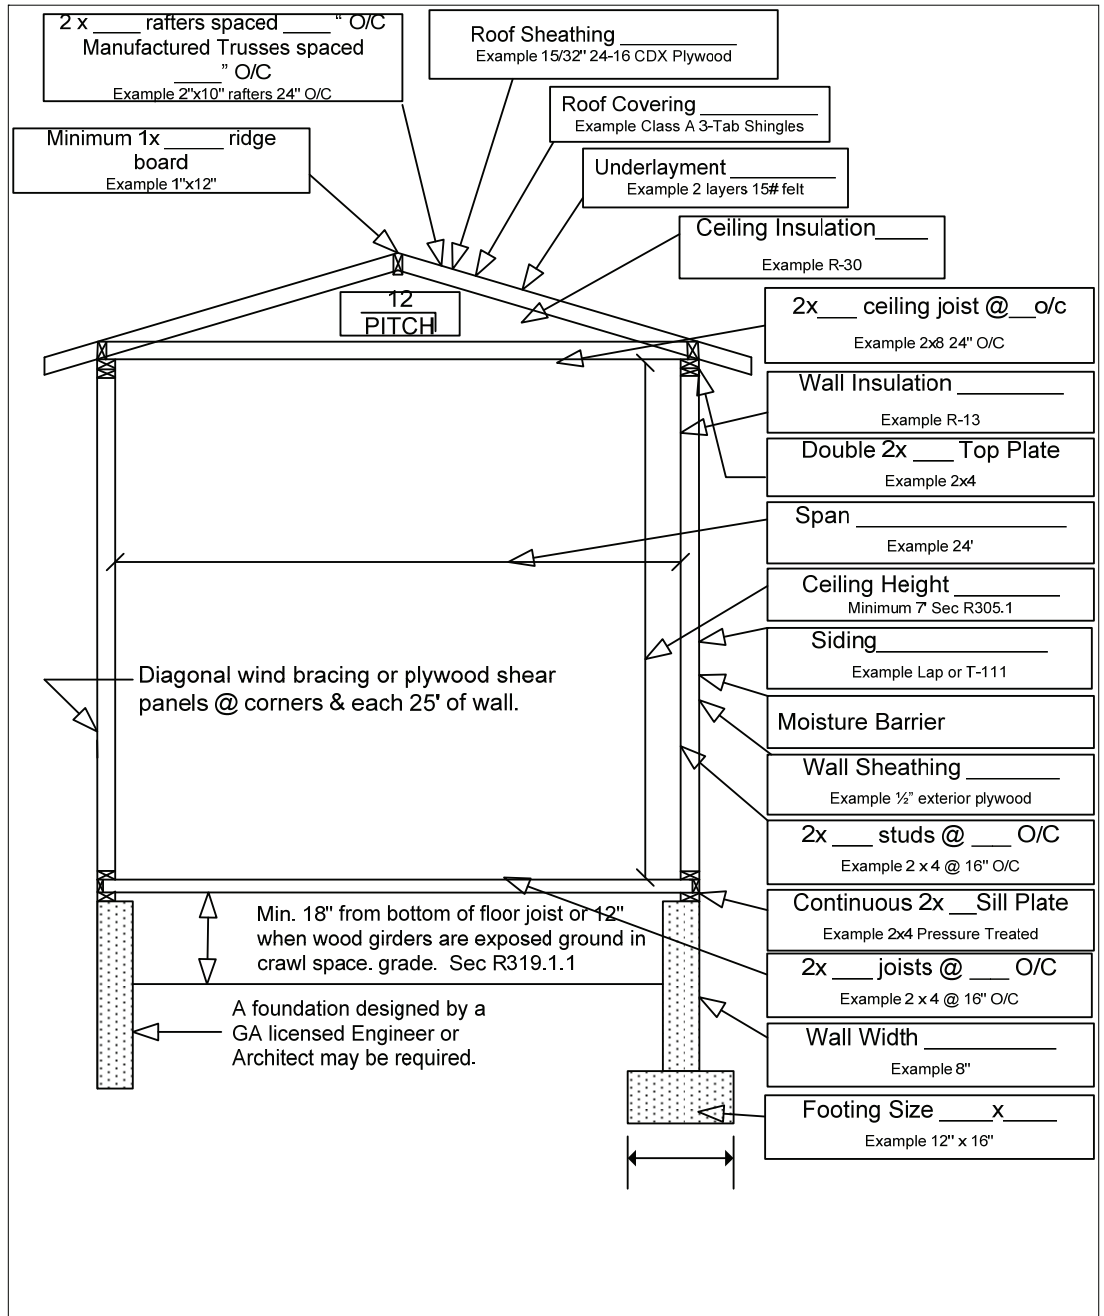 2 x ____ rafters spaced ____ “ O/C
Manufactured Trusses spaced
____” O/C
Example 2"x10" rafters 24" O/C
Roof Sheathing __________
Example 15/32" 24-16 CDX Plywood
Roof Covering __________
Example Class A 3-Tab Shingles
Minimum 1x _____ ridge
board
Example 1"x12"
Underlayment _________
Example 2 layers 15# felt
Ceiling Insulation____
Example R-30
12
PITCH
2x___ ceiling joist @__o/c
Example 2x8 24" O/C
Wall Insulation _________
Example R-13
Double 2x ___ Top Plate
Example 2x4
Span __________________
Example 24'
Ceiling Height _________
Minimum 7' Sec R305.1
Siding______________
Example Lap or T-111
Diagonal wind bracing or plywood shear
panels @ corners & each 25' of wall.
Moisture Barrier
Wall Sheathing ________
Example ½” exterior plywood
2x ___ studs @ ___ O/C
Example 2 x 4 @ 16" O/C
Continuous 2x __Sill Plate
Example 2x4 Pressure Treated
Min. 18" from bottom of floor joist or 12"
when wood girders are exposed ground in
crawl space. grade.  Sec R319.1.1
2x ___ joists @ ___ O/C
Example 2 x 4 @ 16" O/C
A foundation designed by a
GA licensed Engineer or
Architect may be required.
Wall Width ___________
Example 8"
Footing Size ____x____
Example 12" x 16"